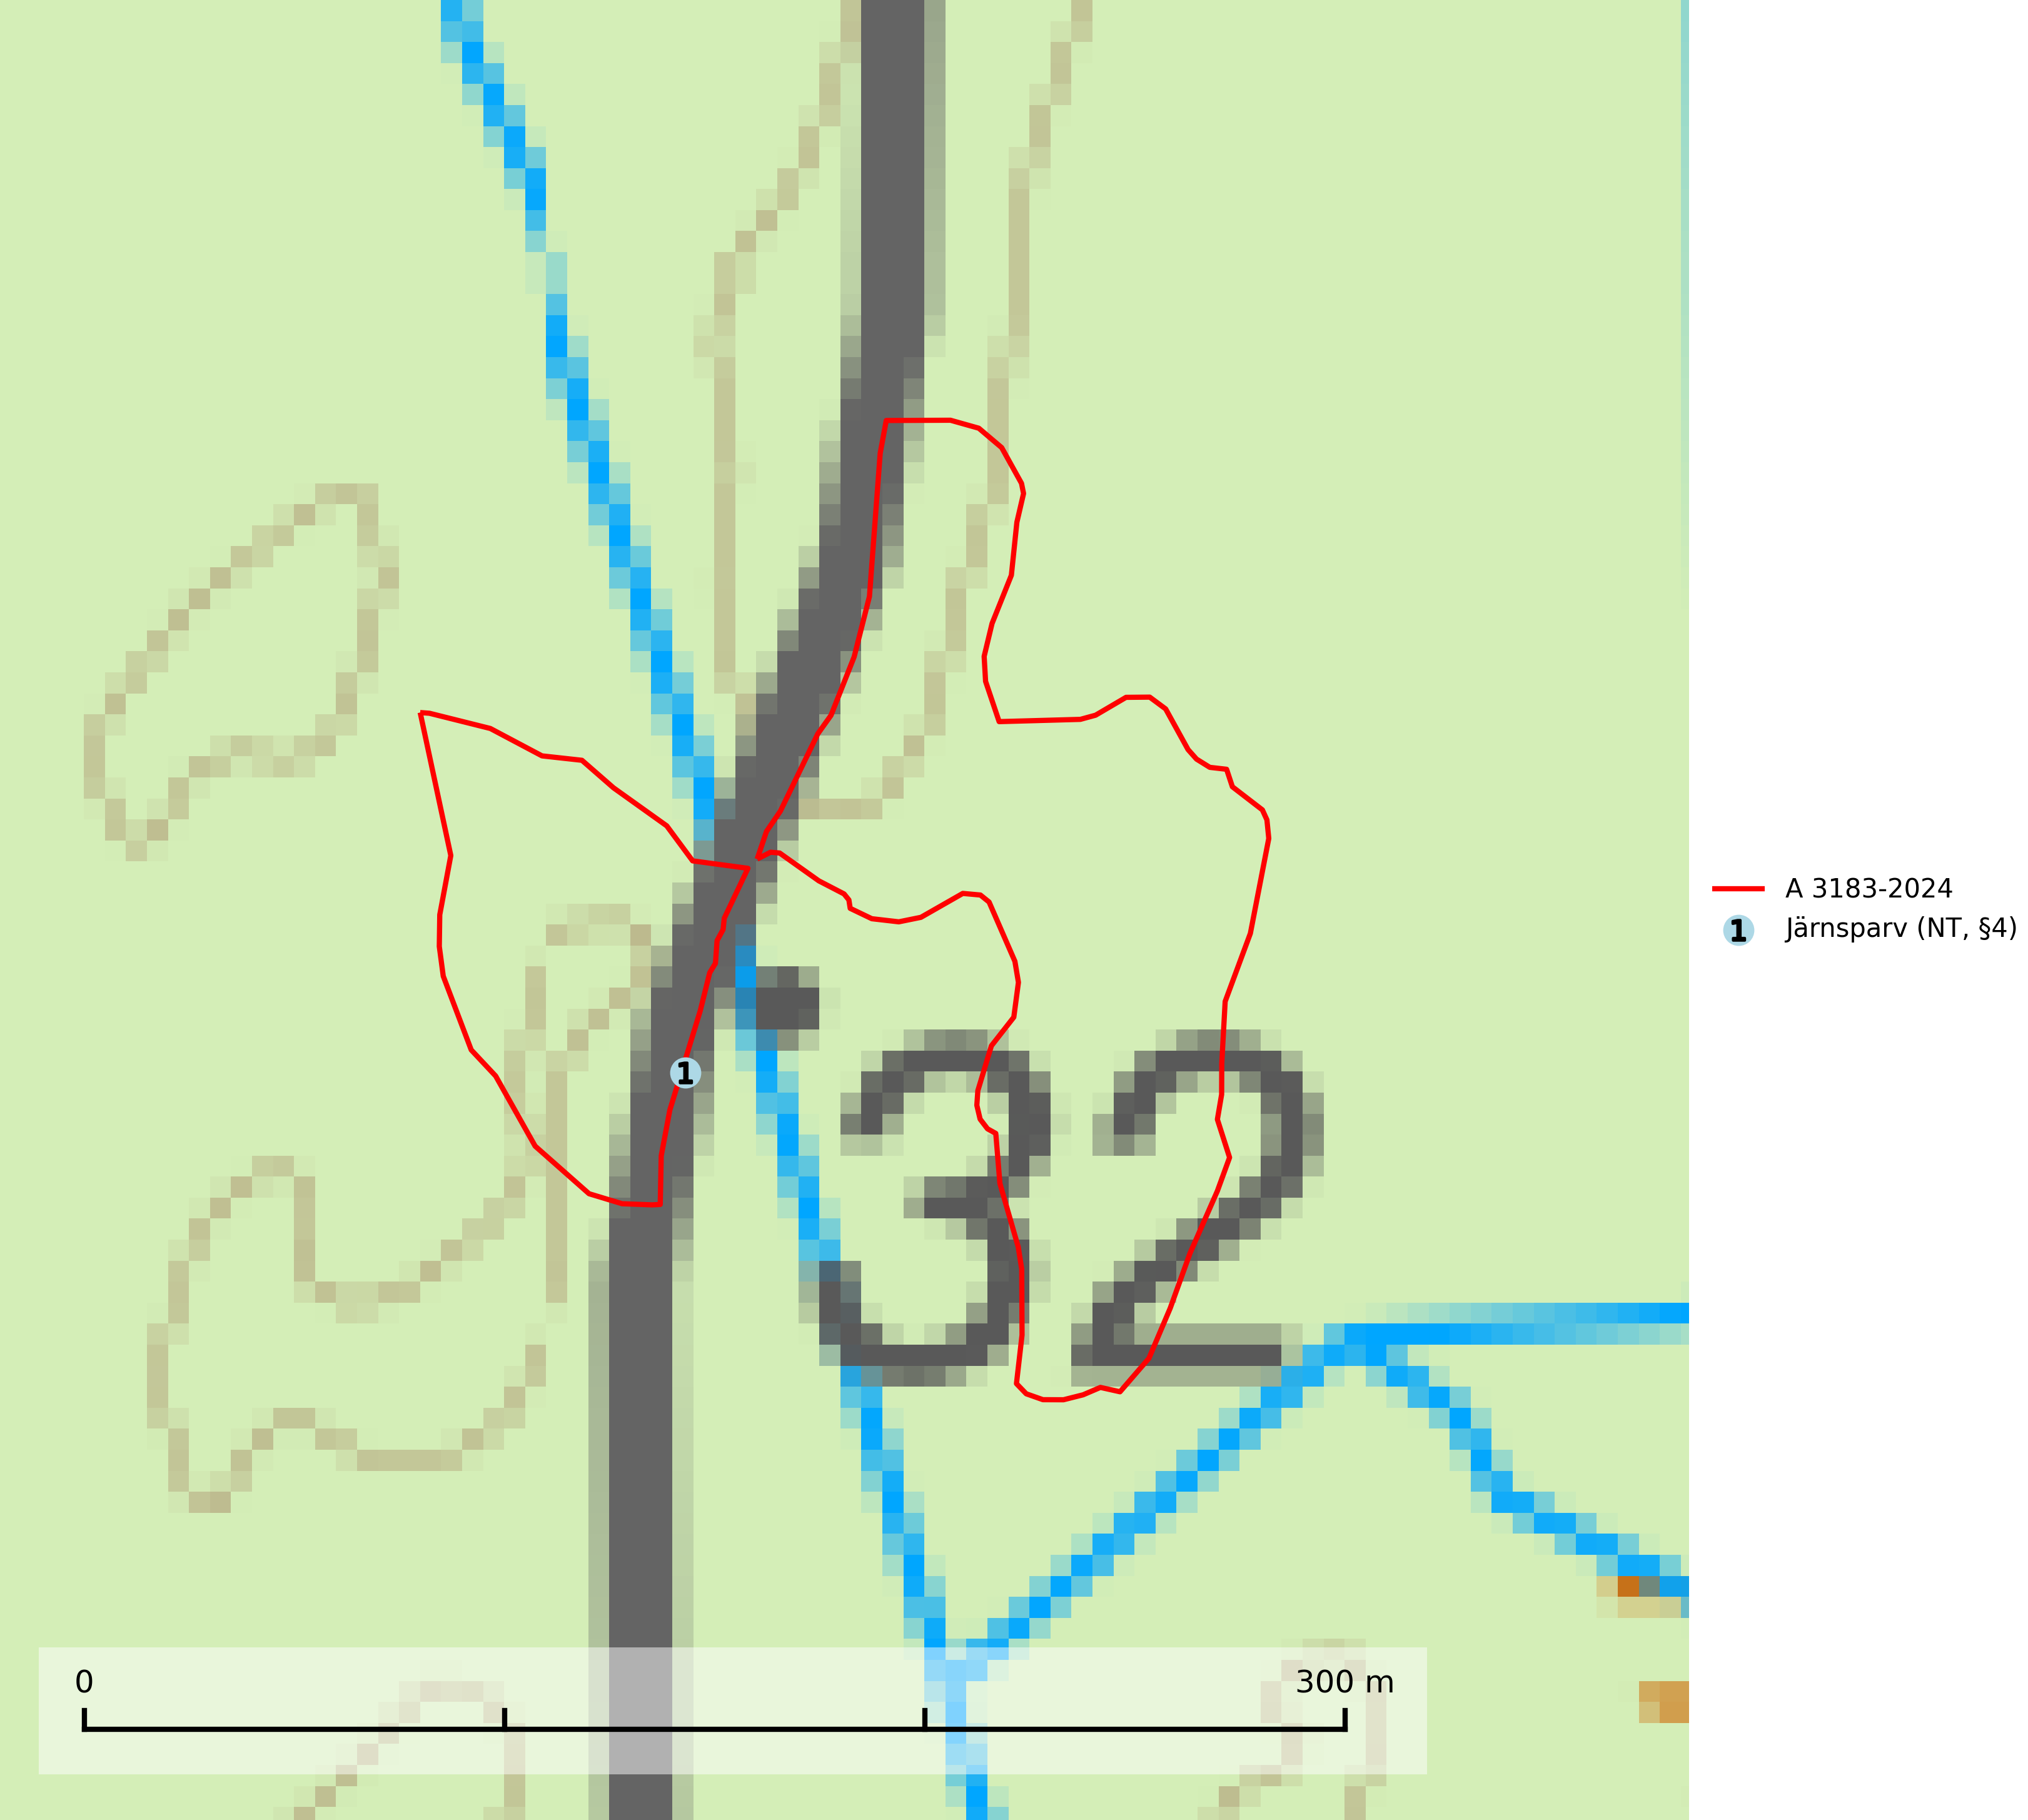 .32
1
A 3183-2024
1 Järnsparv (NT, §4)
0 300 m